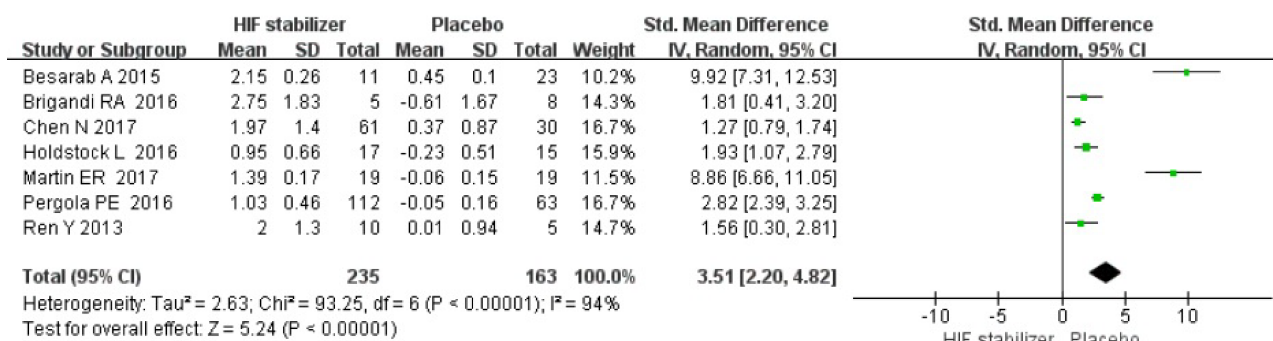 HIF stabilizer Placebo Std. Mean Difference Std. Mean Difference
Study or Subgroup Mean SD Total Mean SD Total Weight IV, Random, 95% CI IV, Random, 95% CI
Besarab A 2015 2.15 0.26 11 0.45 0.1 23 10.2% 9.92 [7.31, 12.53]
Brigandi RA 2016 2.75 1.83 5 -0.61 1.67 8 14.3% 1.81 [0.41, 3.20]
Chen N 2017 1.97 1.4 61 0.37 0.87 30 16.7% 1.27 [0.79, 1.74]
Holdstock L 2016 0.95 0.66 17 -0.23 0.51 15 15.9% 1.93 [1.07, 2.79]
Martin ER 2017 1.39 0.17 19 -0.06 0.15 19 11.5% 8.86 [6.66, 11.05]
Pergola PE 2016 1.03 0.46 112 -0.05 0.16 63 16.7% 2.82 [2.39, 3.25]
Ren Y 2013 2 1.3 10 0.01 0.94 5 14.7% 1.56 [0.30, 2.81]
Total (95% CI) 235 163 100.0% 3.51 [2.20, 4.82]
Heterogeneity: Tau² = 2.63; Chi² = 93.25, df = 6 (P < 0.00001); I² = 94%
Test for overall effect: Z = 5.24 (P < 0.00001)
-10 -5 0 5 10
HIF stabilizer Placebo